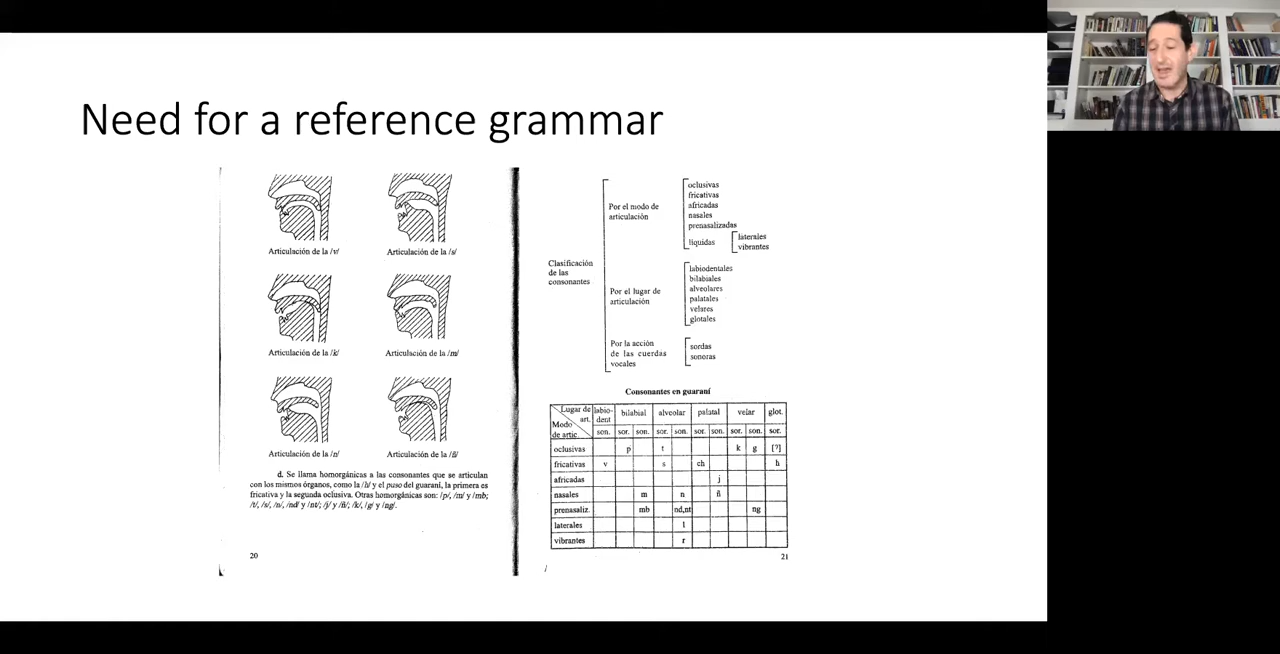 Need for a reference grammar
Articulación de la /v/
Articulación de la /s/
Articulación de la /k/
Articulación de la /m/
Articulación de la /n/
Articulación de la /ñ/
d. Se llama homorgánicas a las consonantes que se articulan
con los mismos órganos, como la /h/ y el puso del guaraní, la primera es
fricativa y la segunda oclusiva. Otras homorgánicas son: /p/, /m/ y /mb;
/t/, /s/, /n/, /nd/ y /nt/; /j/ y /ñ/; /k/, /g/ y /ng/.
20
Clasificación
de las
consonantes
Por el modo de
articulación
oclusivas
fricativas
africadas
nasales
prenasalizadas
líquidas
laterales
vibrantes
Por el lugar de
articulación
labiodentales
bilabiales
alveolares
palatales
velares
glotales
Por la acción
de las cuerdas
vocales
sordas
sonoras
Consonantes en guaraní
Lugar de art. labio-dent bilabial alveolar palatal velar glot.
Modo de artic. son. sor. son. sor. son. sor. son. sor. son. sor.
oclusivas p t k g [?]
fricativas v s ch h
africadas j
nasales m n ñ
prenasaliz. mb nd,nt ng
laterales l
vibrantes r
21